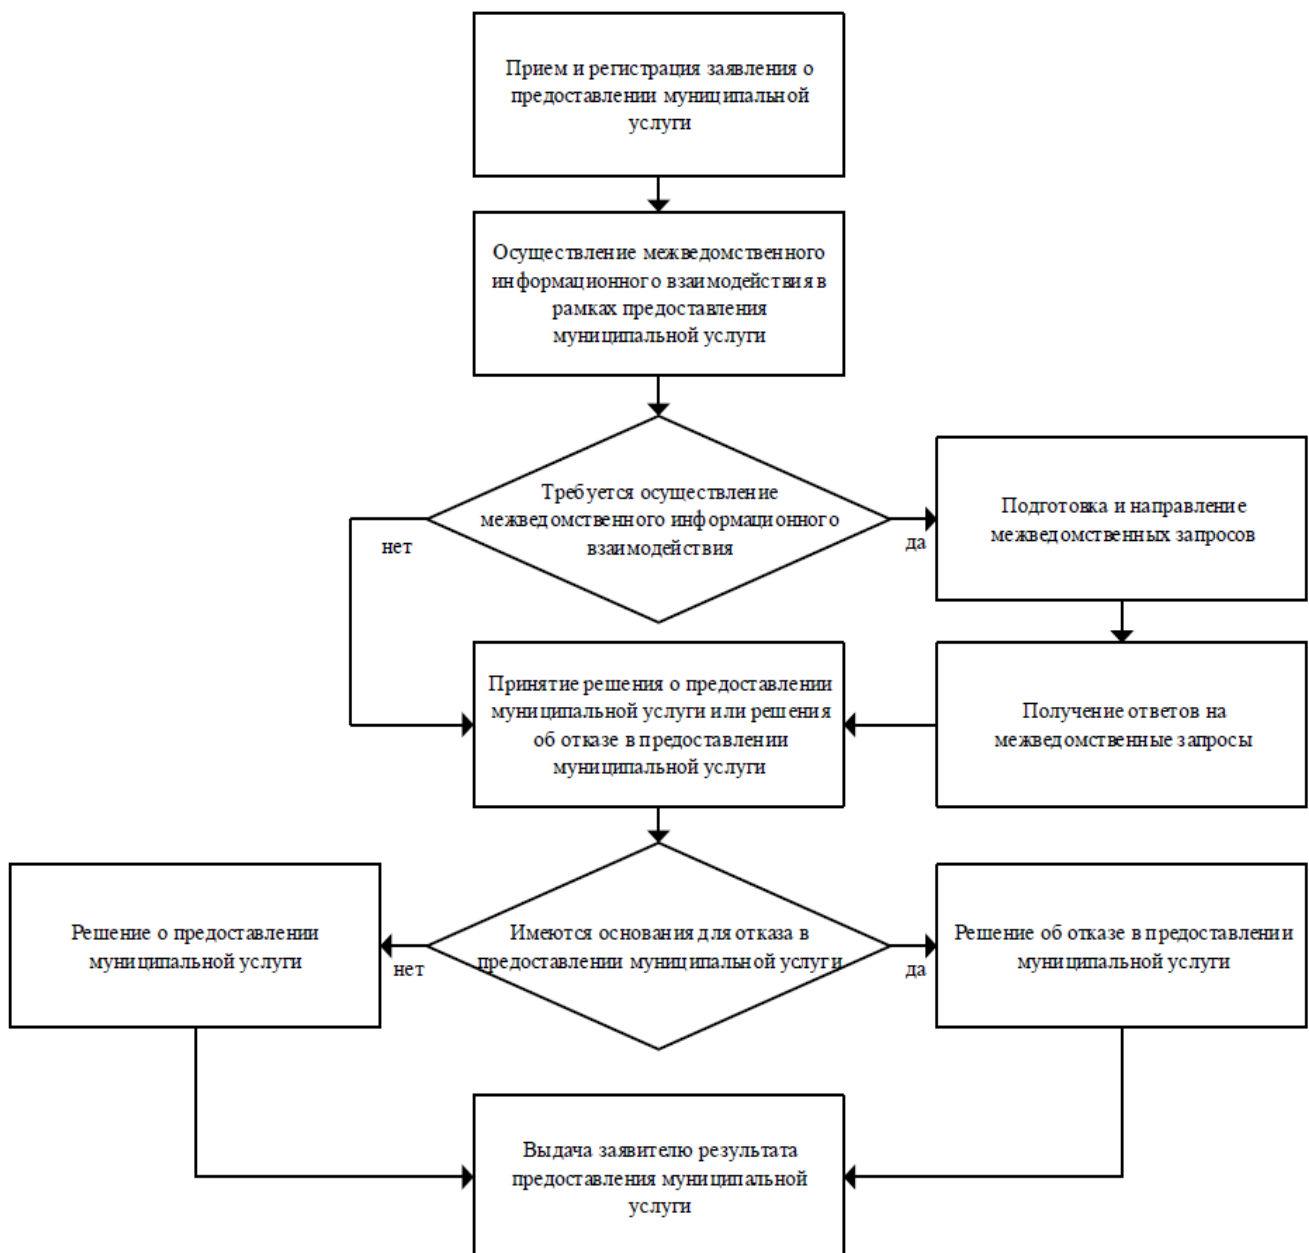 Прием и регистрация заявления о
предоставлении муниципальной
услуги
Осуществление межведомственного
информационного взаимодействия в
рамках предоставления
муниципальной услуги
Требуется осуществление
межведомственного информационного
взаимодействия
нет
да
Подготовка и направление
межведомственных запросов
Принятие решения о предоставлении
муниципальной услуги или решения
об отказе в предоставлении
муниципальной услуги
Получение ответов на
межведомственные запросы
Решение о предоставлении
муниципальной услуги
нет
Имеются основания для отказа в
предоставлении муниципальной услуги
да
Решение об отказе в предоставлении
муниципальной услуги
Выдача заявителю результата
предоставления муниципальной
услуги